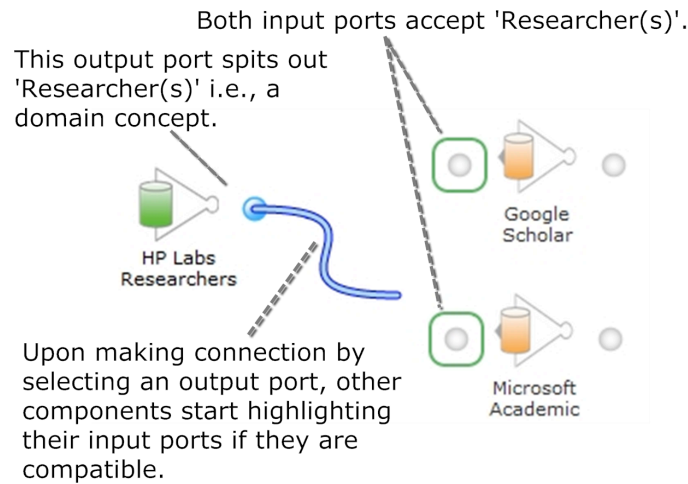 Both input ports accept 'Researcher(s)'.
This output port spits out
'Researcher(s)' i.e., a
domain concept.
HP Labs
Researchers
Google
Scholar
Microsoft
Academic
Upon making connection by
selecting an output port, other
components start highlighting
their input ports if they are
compatible.